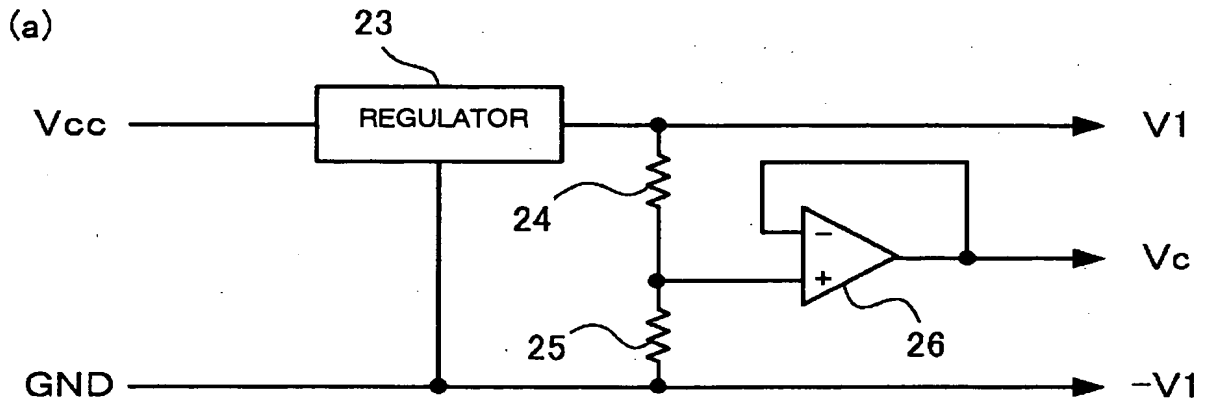 (a)
23
Vcc
REGULATOR
V1
24
−
+
Vc
25
26
GND
-V1